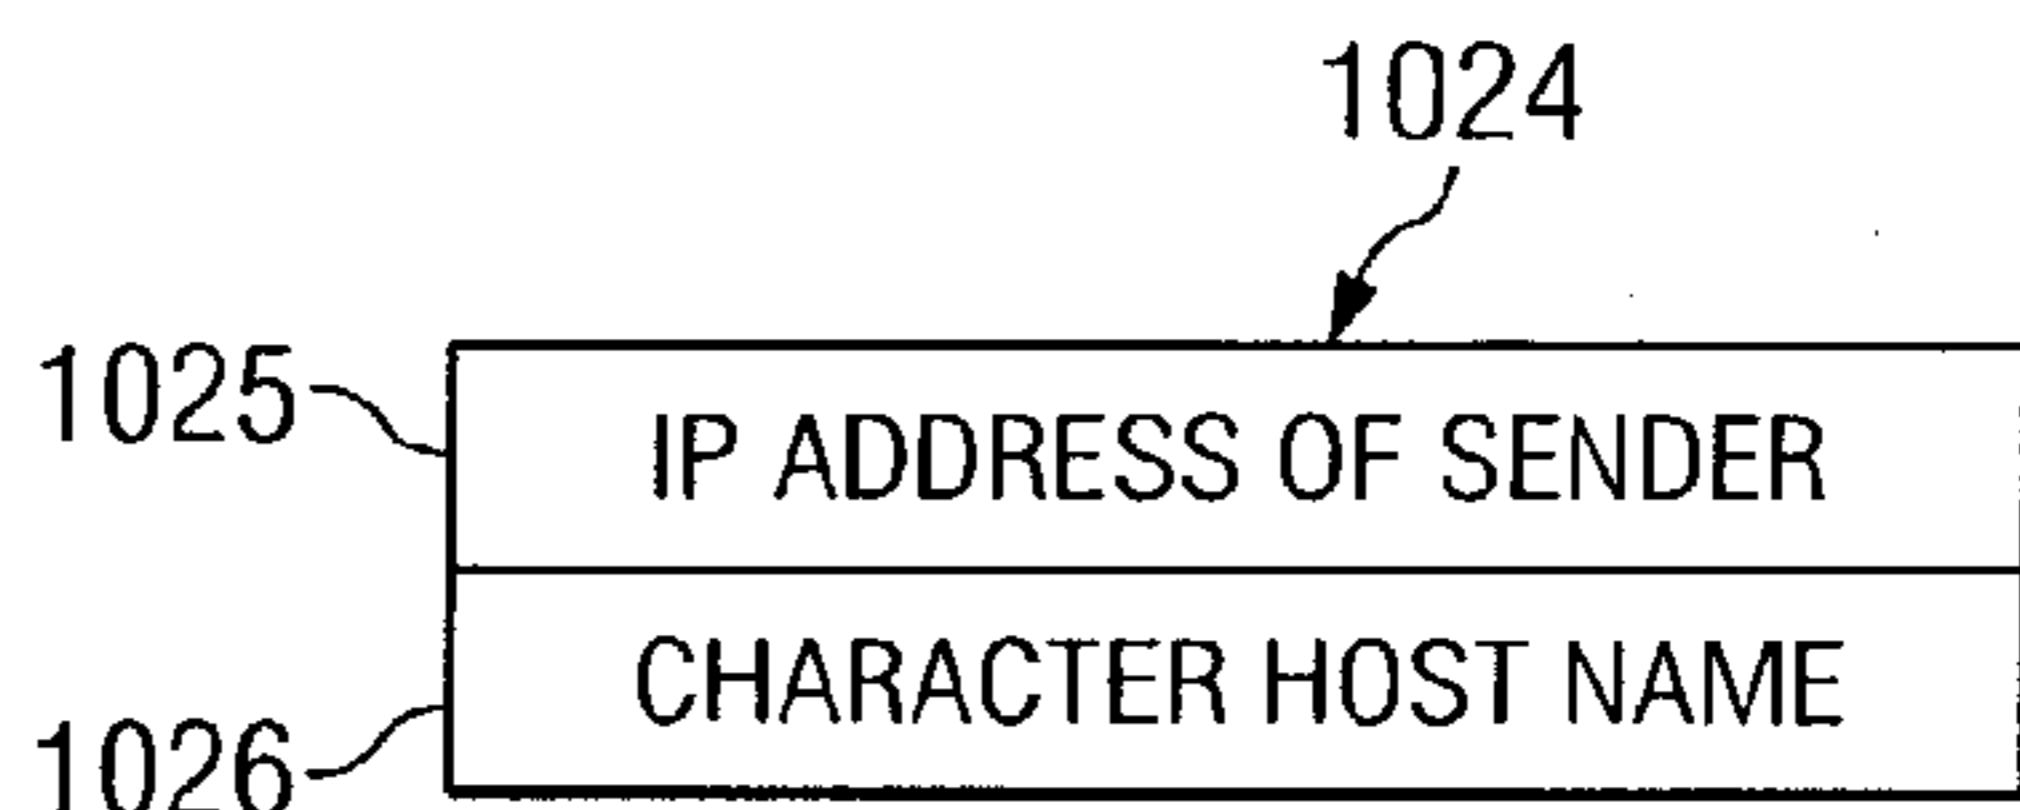 1024
1025
IP ADDRESS OF SENDER
CHARACTER HOST NAME
1026